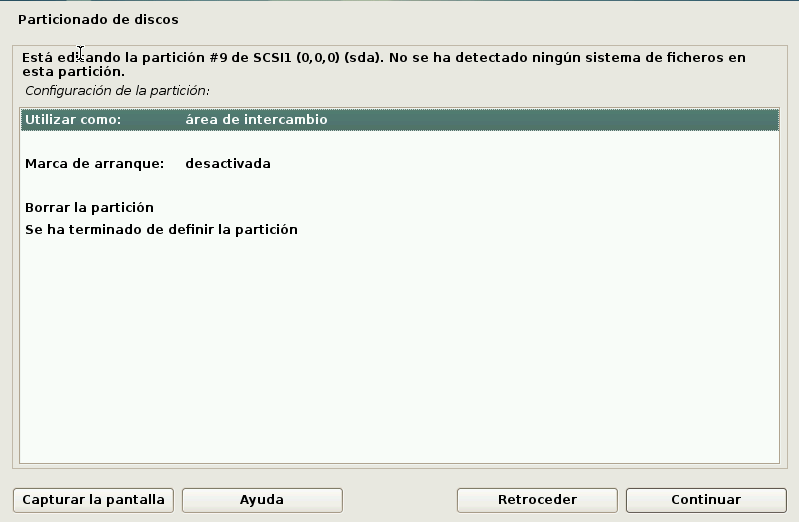 Particionado de discos
Está editando la partición #9 de SCSI1 (0,0,0) (sda). No se ha detectado ningún sistema de ficheros en
esta partición.
Configuración de la partición:
Utilizar como: área de intercambio
Marca de arranque: desactivada
Borrar la partición
Se ha terminado de definir la partición
Capturar la pantalla Ayuda Retroceder Continuar